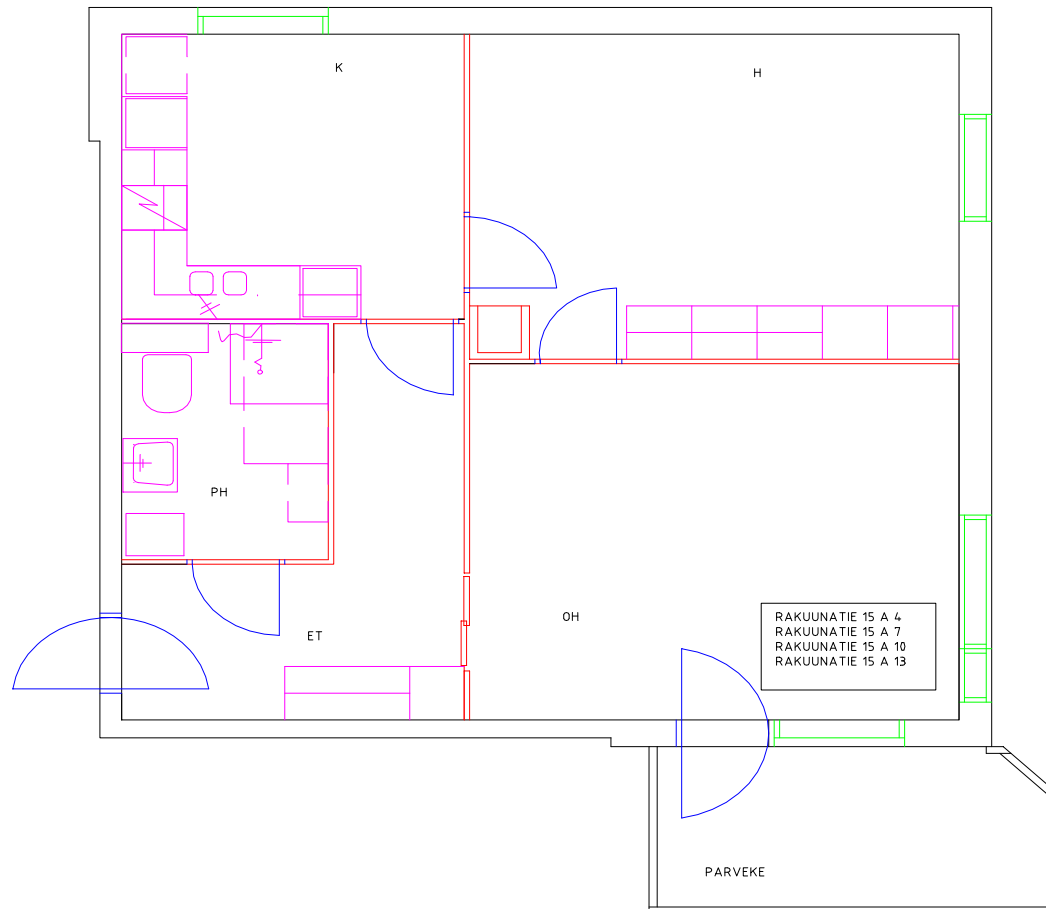 K
H
PH
ET
OH
RAKUUNATIE 15 A 4
RAKUUNATIE 15 A 7
RAKUUNATIE 15 A 10
RAKUUNATIE 15 A 13
PARVEKE